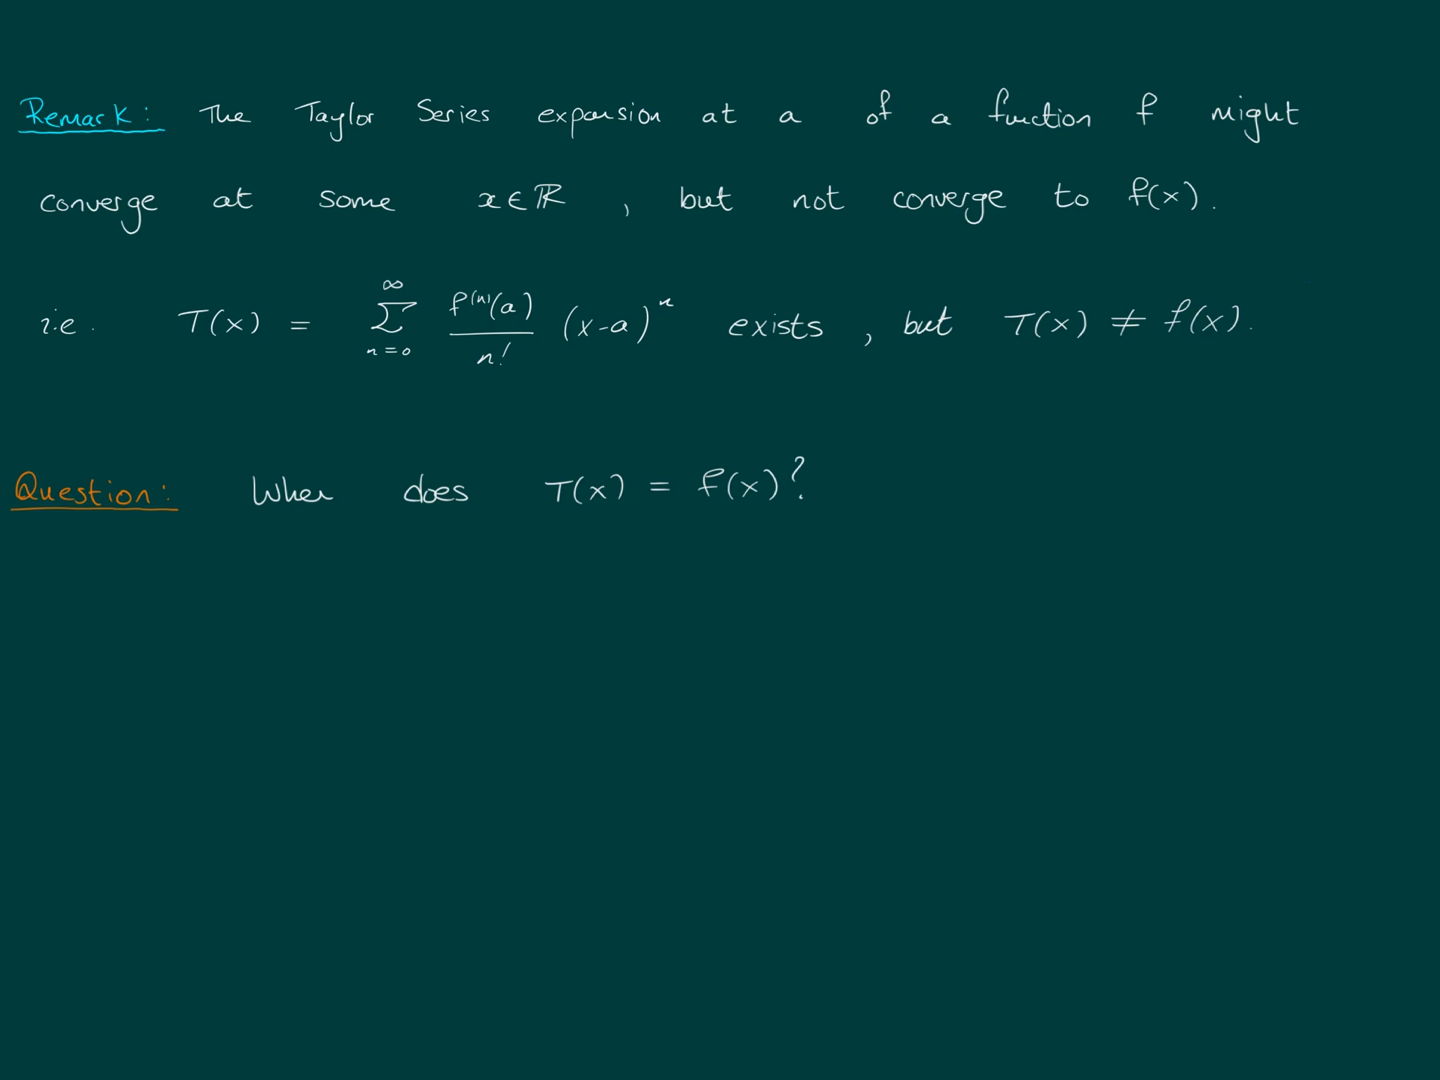 Remark: The Taylor Series expansion at a of a function f might
converge at some x ∈ ℝ , but not converge to f(x).
i.e. T(x) = ∑_{n=0}^{∞} \frac{f^{(n)}(a)}{n!} (x-a)^n exists , but T(x) ≠ f(x).
Question: When does T(x) = f(x)?